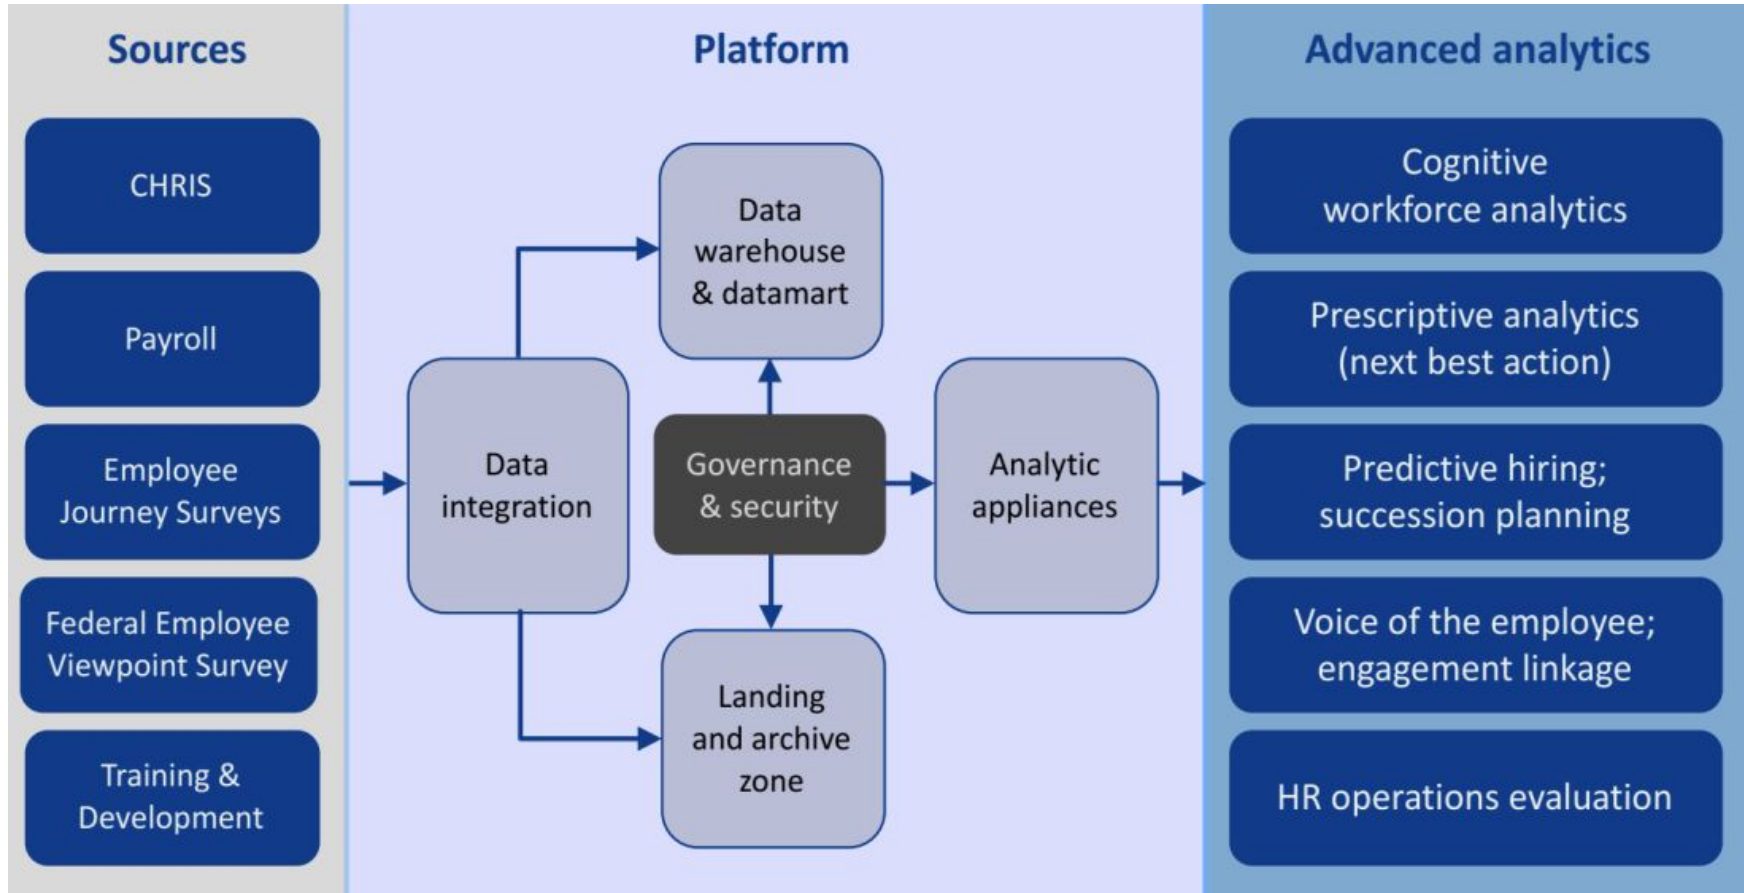 Sources
CHRIS
Payroll
Employee
Journey Surveys
Federal Employee
Viewpoint Survey
Training &
Development
Platform
Data
integration
Data
warehouse
& datamart
Governance
& security
Landing
and archive
zone
Analytic
appliances
Advanced analytics
Cognitive
workforce analytics
Prescriptive analytics
(next best action)
Predictive hiring;
succession planning
Voice of the employee;
engagement linkage
HR operations evaluation